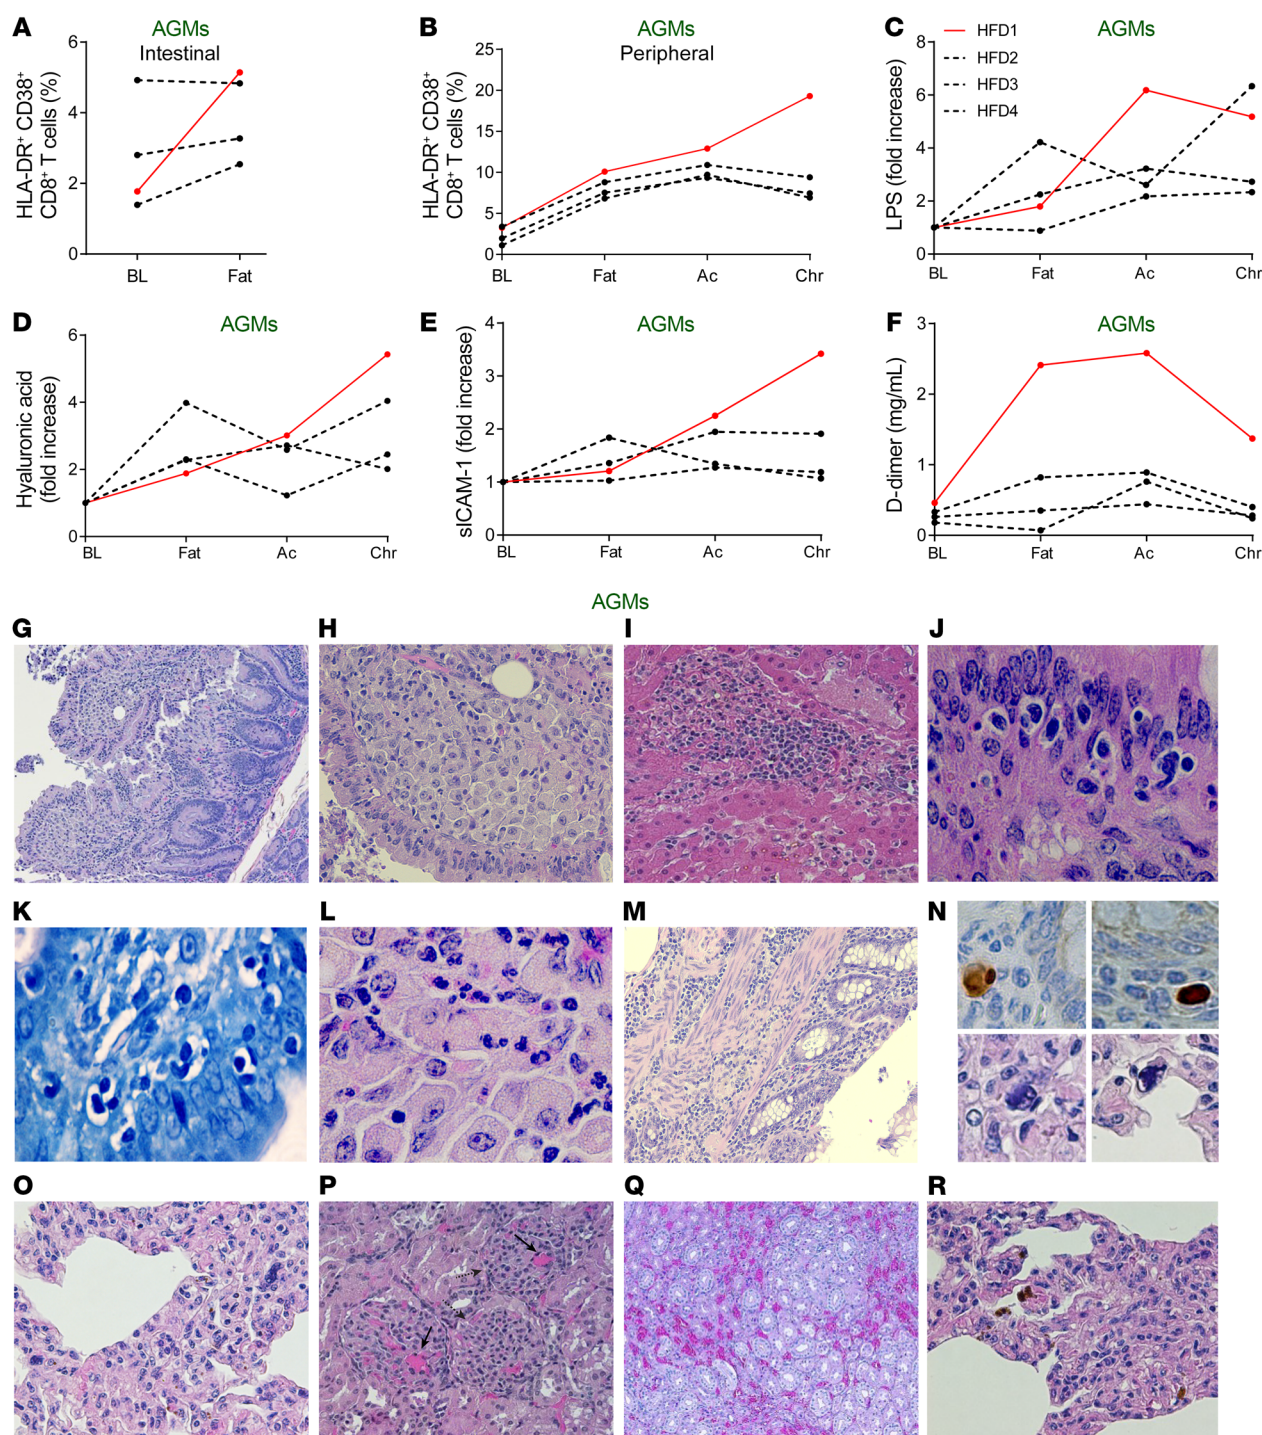 A
AGMs
Intestinal
HLA-DR⁺ CD38⁺
CD8⁺ T cells (%)
6
4
2
0
BL
Fat
B
AGMs
Peripheral
HLA-DR⁺ CD38⁺
CD8⁺ T cells (%)
25
20
15
10
5
0
BL
Fat
Ac
Chr
C
HFD1
HFD2
HFD3
HFD4
AGMs
LPS (fold increase)
8
6
4
2
0
BL
Fat
Ac
Chr
D
AGMs
Hyaluronic acid
(fold increase)
6
4
2
0
BL
Fat
Ac
Chr
E
AGMs
sICAM-1 (fold increase)
4
3
2
1
0
BL
Fat
Ac
Chr
F
AGMs
D-dimer (mg/mL)
3
2
1
0
BL
Fat
Ac
Chr
AGMs
G
H
I
J
K
L
M
N
O
P
Q
R